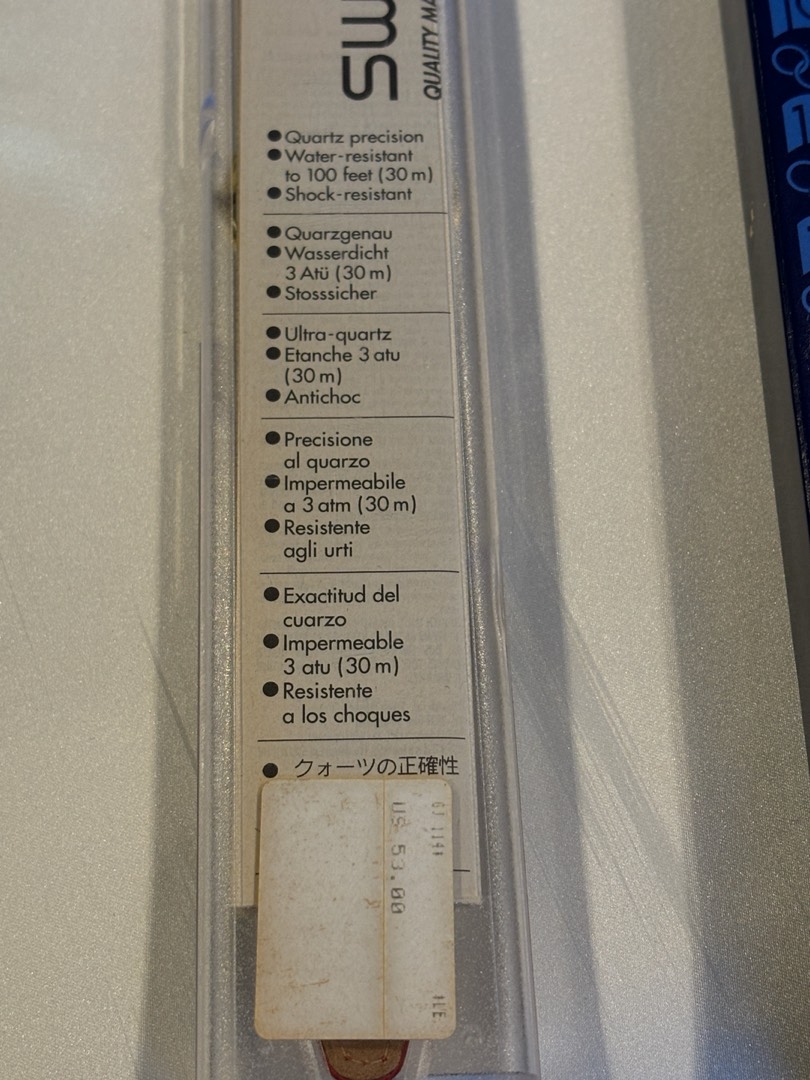 QUALITY
● Quartz precision
● Water-resistant
to 100 feet (30 m)
● Shock-resistant
● Quarzgenau
● Wasserdicht
3 Atü (30 m)
● Stosssicher
● Ultra-quartz
● Etanche 3 atu
(30 m)
● Antichoc
● Precisione
al quarzo
● Impermeabile
a 3 atm (30 m)
● Resistente
agli urti
● Exactitud del
cuarzo
● Impermeable
3 atu (30 m)
● Resistente
a los choques
● クォーツの正確性
US 53.00